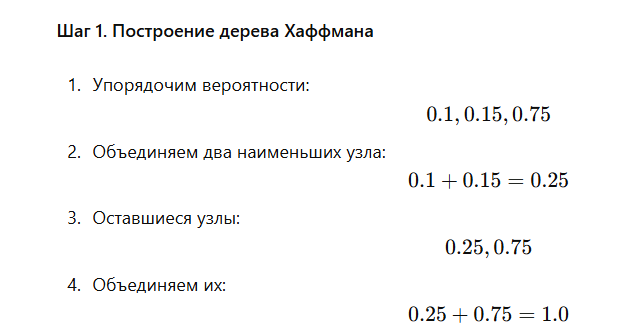 Шаг 1. Построение дерева Хаффмана
1. Упорядочим вероятности:
0.1, 0.15, 0.75
2. Объединяем два наименьших узла:
0.1 + 0.15 = 0.25
3. Оставшиеся узлы:
0.25, 0.75
4. Объединяем их:
0.25 + 0.75 = 1.0